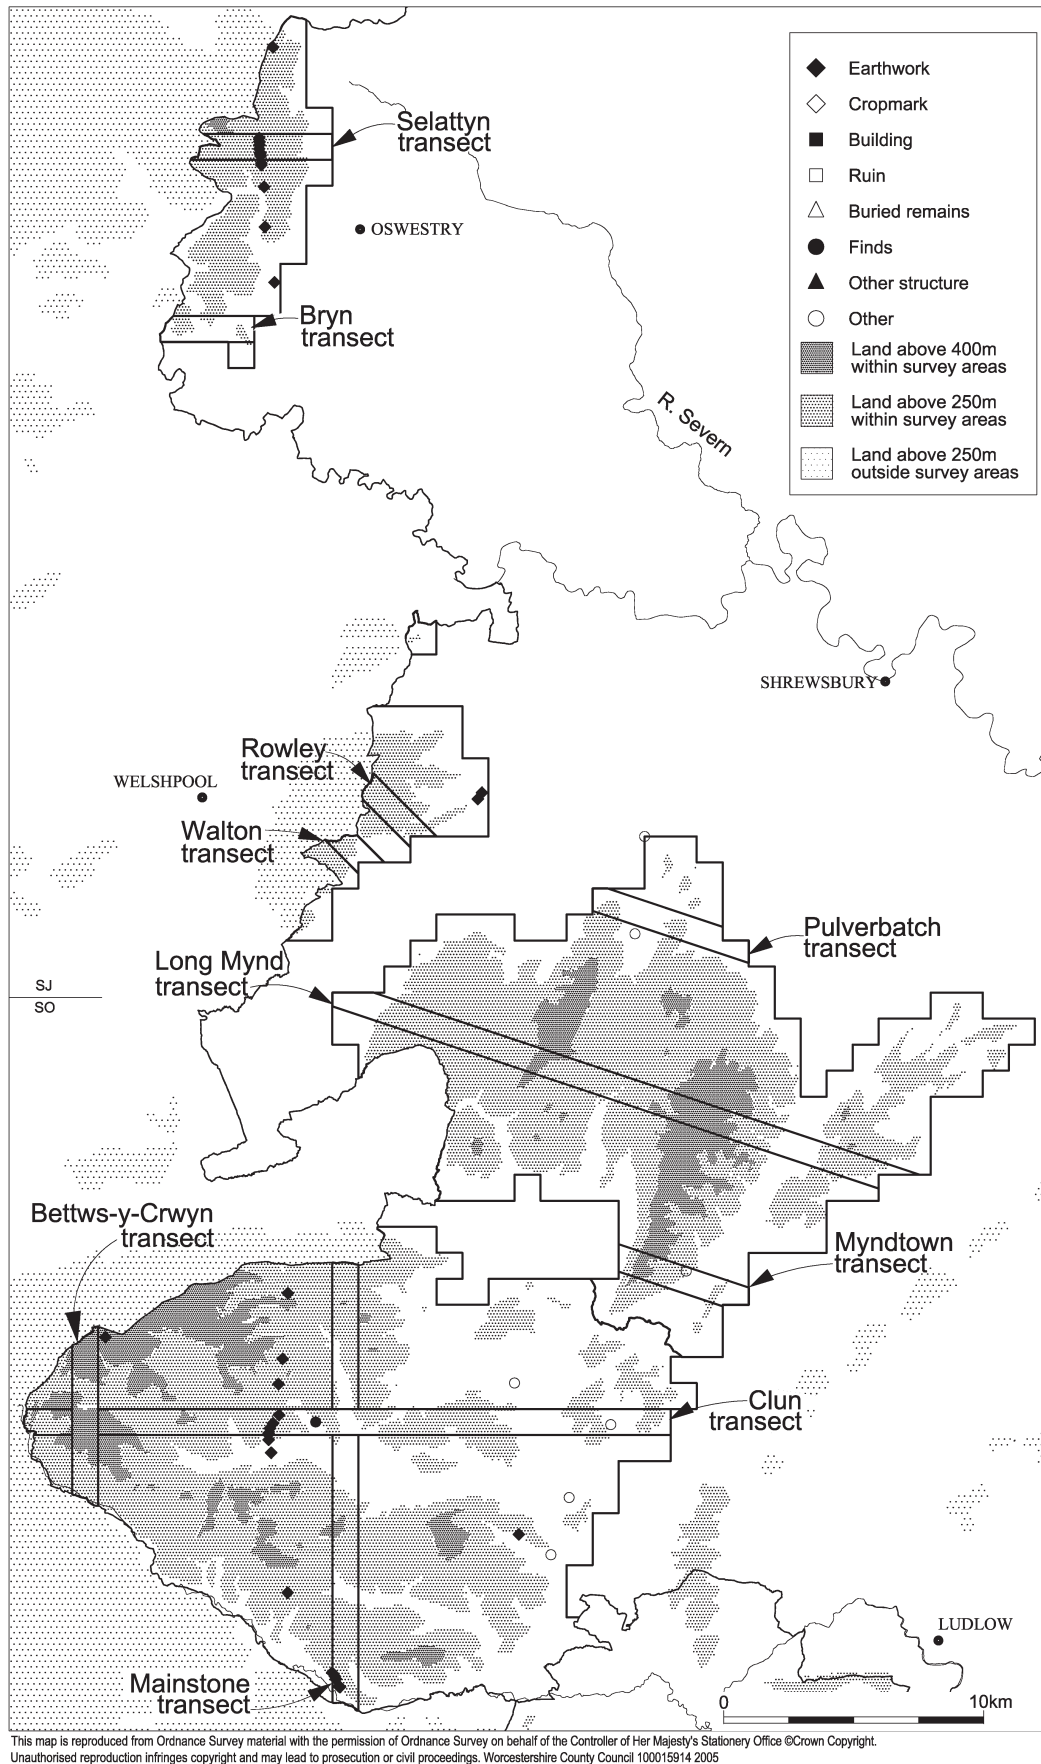 Earthwork
Cropmark
Building
Ruin
Buried remains
Finds
Other structure
Other
Land above 400m
within survey areas
Land above 250m
within survey areas
Land above 250m
outside survey areas
Selattyn
transect
OSWESTRY
Bryn
transect
R. Severn
SHREWSBURY
Rowley
transect
WELSHPOOL
Walton
transect
Pulverbatch
transect
Long Mynd
transect
SJ
SO
Bettws-y-Crwyn
transect
Myndtown
transect
Clun
transect
LUDLOW
Mainstone
transect
0 10km
This map is reproduced from Ordnance Survey material with the permission of Ordnance Survey on behalf of the Controller of Her Majesty's Stationery Office ©Crown Copyright.
Unauthorised reproduction infringes copyright and may lead to prosecution or civil proceedings. Worcestershire County Council 100015914 2005